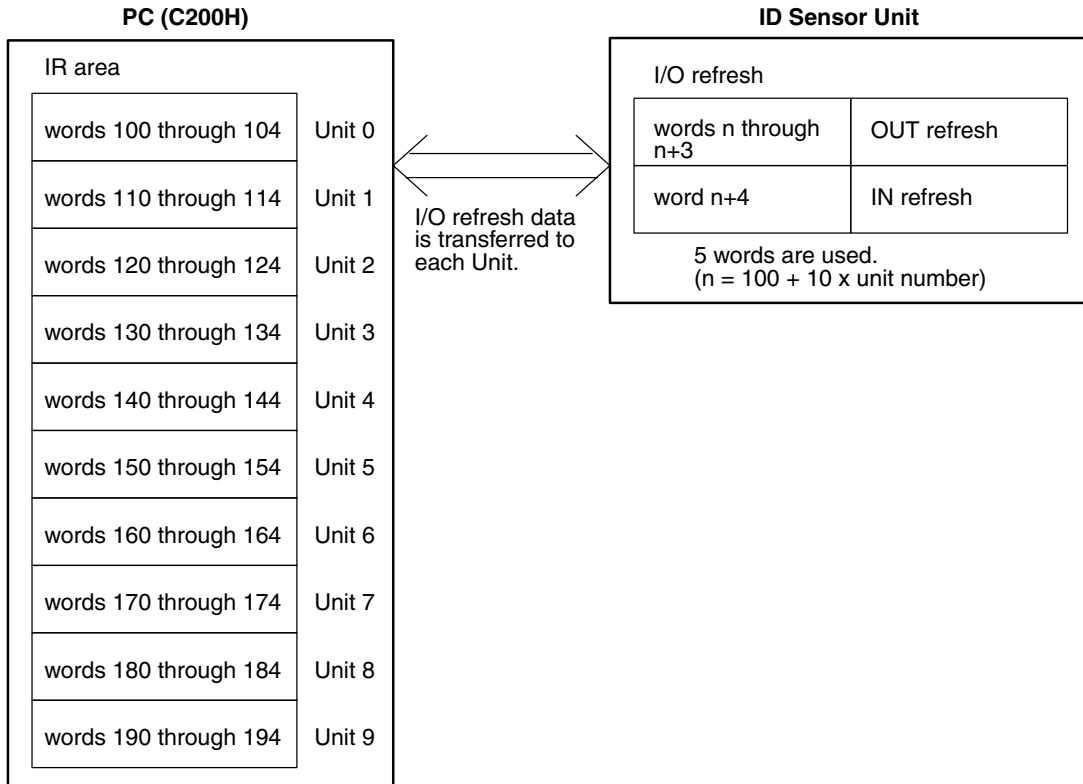 PC (C200H)
IR area
words 100 through 104 Unit 0
words 110 through 114 Unit 1
words 120 through 124 Unit 2
words 130 through 134 Unit 3
words 140 through 144 Unit 4
words 150 through 154 Unit 5
words 160 through 164 Unit 6
words 170 through 174 Unit 7
words 180 through 184 Unit 8
words 190 through 194 Unit 9
I/O refresh data
is transferred to
each Unit.
ID Sensor Unit
I/O refresh
words n through
n+3
OUT refresh
word n+4
IN refresh
5 words are used.
(n = 100 + 10 x unit number)